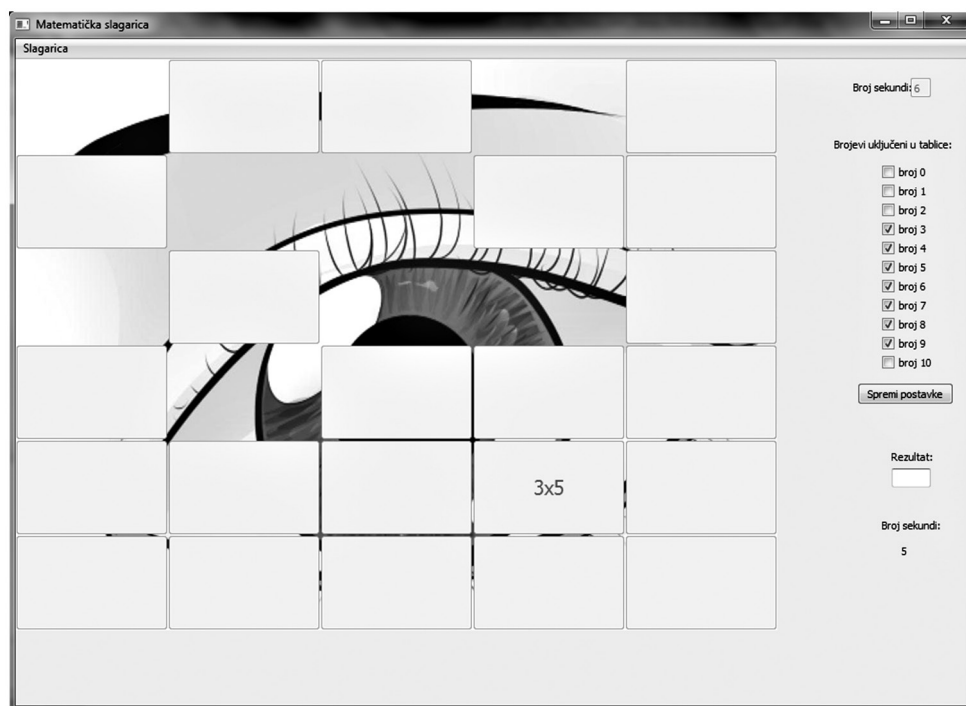 Matematička slagarica
Slagarica
Broj sekundi: 6
Brojevi uključeni u tablice:
broj 0
broj 1
broj 2
broj 3
broj 4
broj 5
broj 6
broj 7
broj 8
broj 9
broj 10
Spremi postavke
3x5
Rezultat:
Broj sekundi:
5